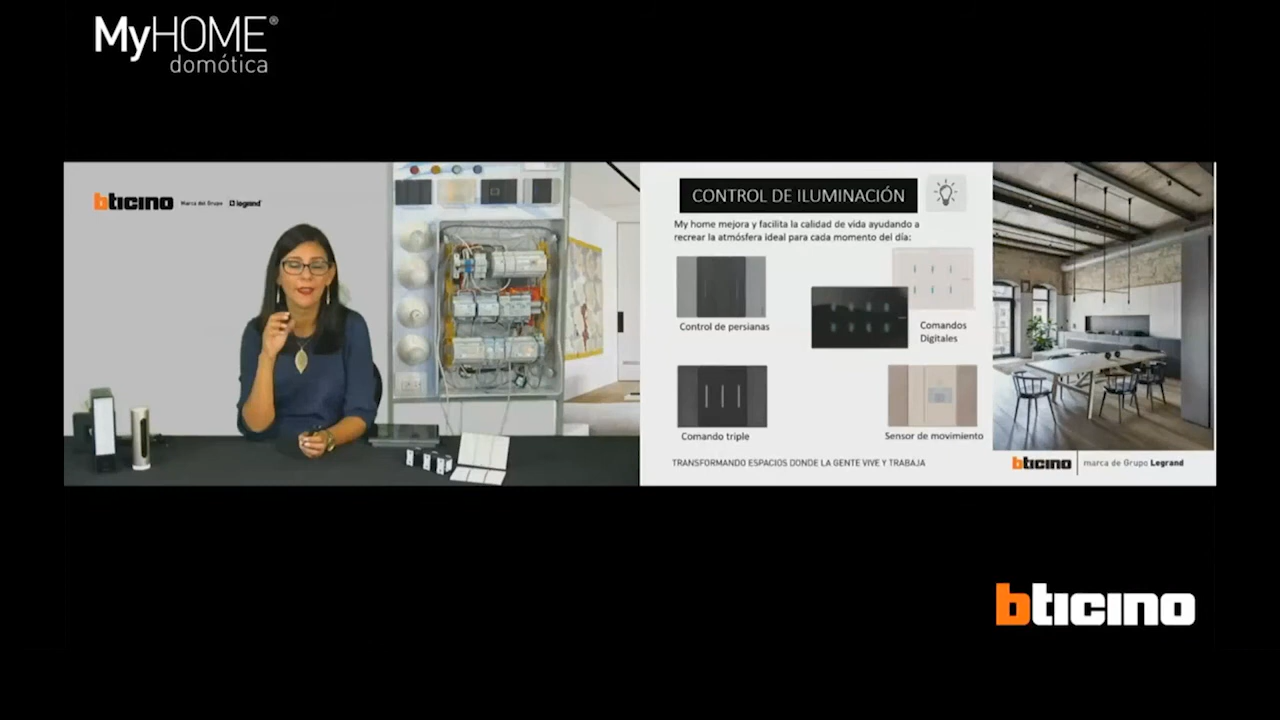 MyHOME®
domótica
bticino Marca del Grupo legrand
CONTROL DE ILUMINACIÓN
My home mejora y facilita la calidad de vida ayudando a
recrear la atmósfera ideal para cada momento del día:
Control de persianas
Comandos
Digitales
Comando triple
Sensor de movimiento
TRANSFORMANDO ESPACIOS DONDE LA GENTE VIVE Y TRABAJA
bticino marca de Grupo Legrand
bticino